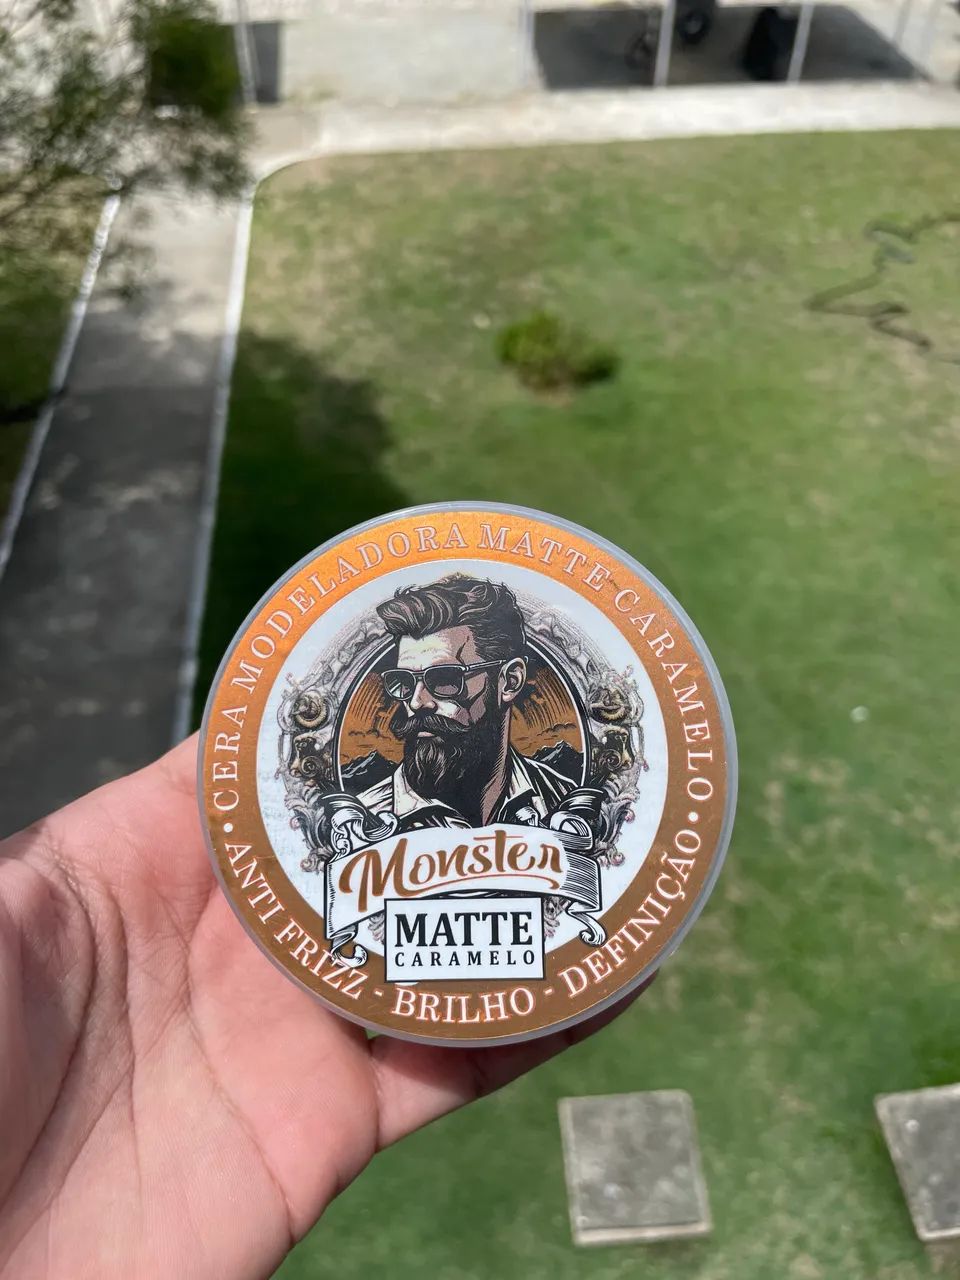 CERA MODELADORA MATTE CARAMELO
Monster
MATTE
CARAMELO
• ANTI FRIZZ - BRILHO - DEFINIÇÃO •